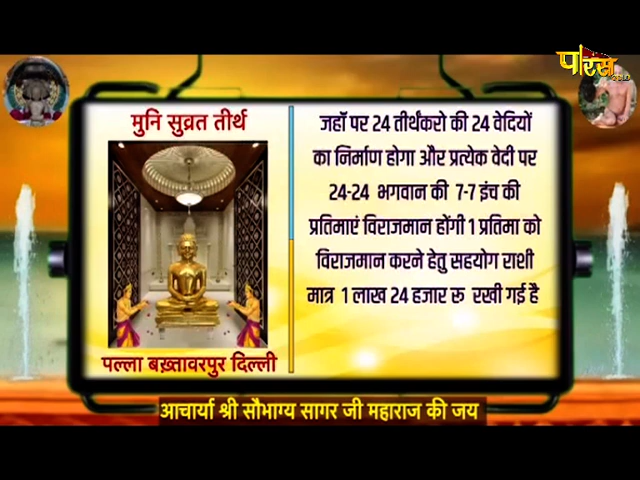 पारस
GOLD
मुनि सुव्रत तीर्थ
पल्ला बख़्तावरपुर दिल्ली
जहाँ पर 24 तीर्थंकरो की 24 वेदियों
का निर्माण होगा और प्रत्येक वेदी पर
24-24 भगवान की 7-7 इंच की
प्रतिमाएं विराजमान होंगी 1 प्रतिमा को
विराजमान करने हेतु सहयोग राशी
मात्र 1 लाख 24 हजार रू रखी गई है
आचार्या श्री सौभाग्य सागर जी महाराज की जय